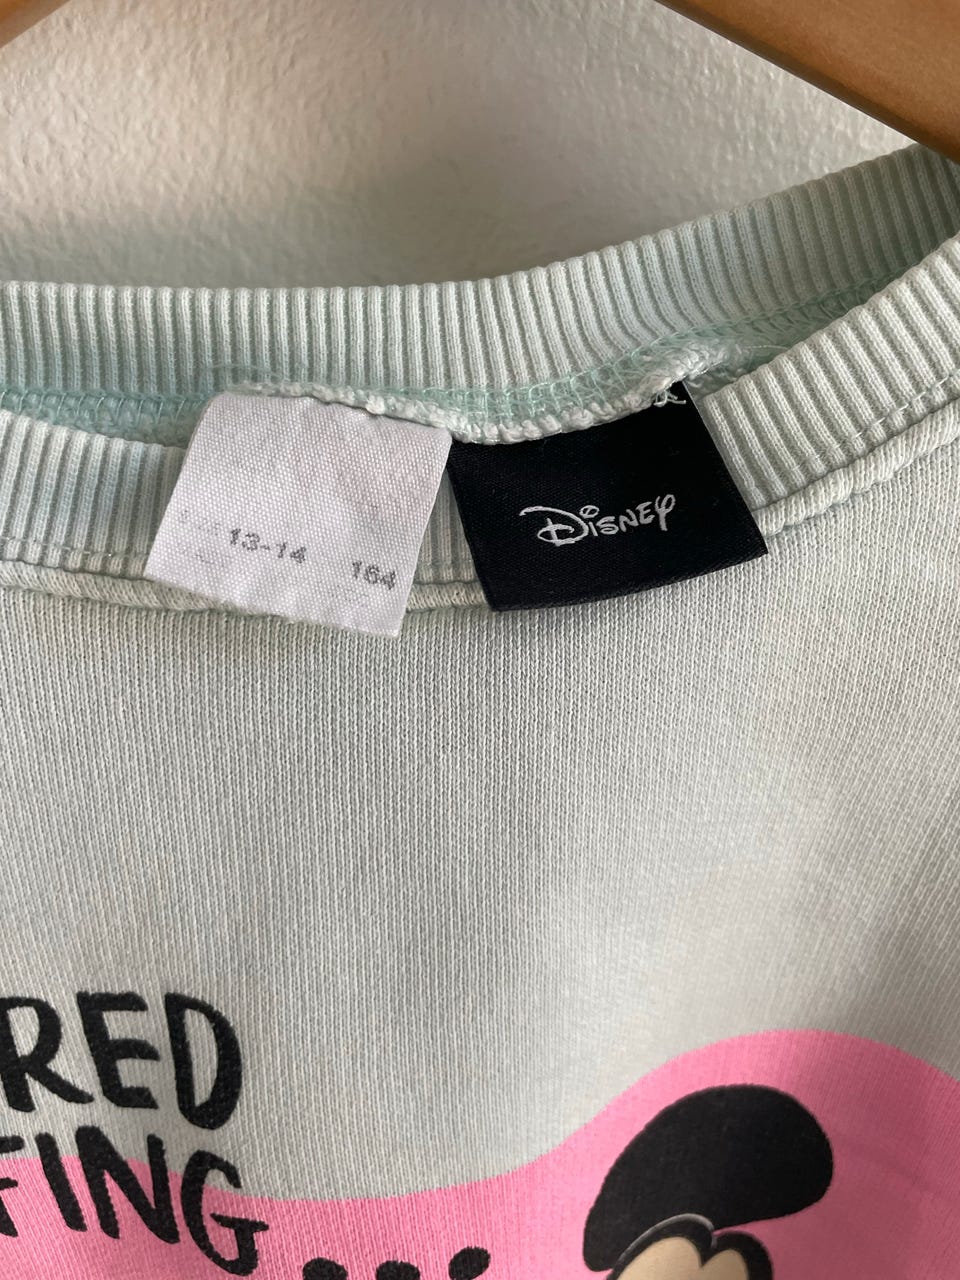 13-14 164
Disney
RED
FING
...